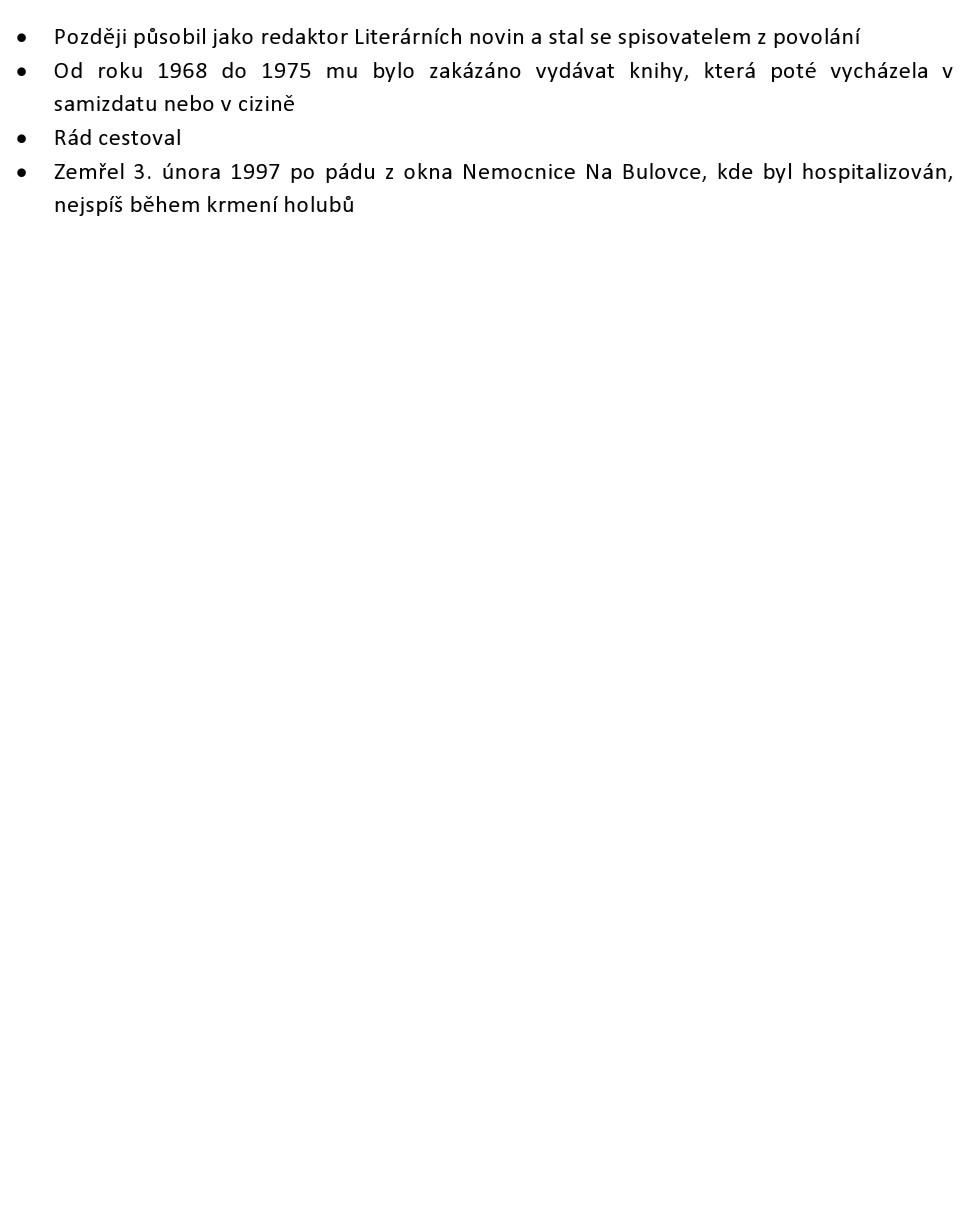 • Později působil jako redaktor Literárních novin a stal se spisovatelem z povolání
• Od roku 1968 do 1975 mu bylo zakázáno vydávat knihy, která poté vycházela v
samizdatu nebo v cizině
• Rád cestoval
• Zemřel 3. února 1997 po pádu z okna Nemocnice Na Bulovce, kde byl hospitalizován,
nejspíš během krmení holubů